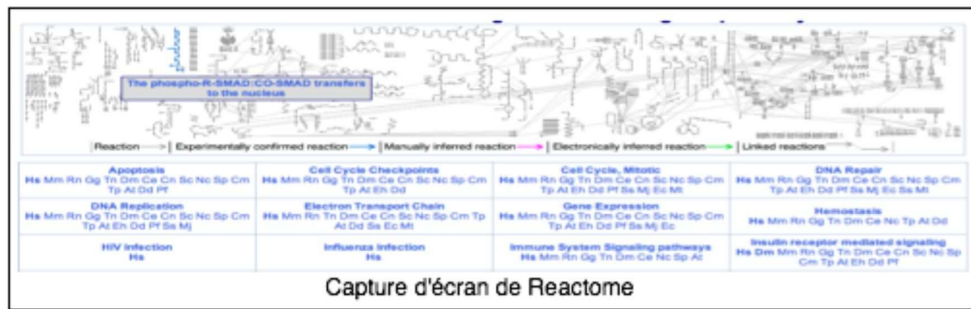 The phospho-R-SMAD:CO-SMAD transfers
to the nucleus
Reaction
Experimentally confirmed reaction
Manually inferred reaction
Electronically inferred reaction
Linked reactions
Apoptosis
Hs Mm Rn Gg Tn Dm Ce Cn Sc Nc Sp Cm
Tp At Dd Pf
Cell Cycle Checkpoints
Hs Mm Rn Gg Tn Dm Ce Cn Sc Nc Sp Cm
Tp At Eh Dd
Cell Cycle, Mitotic
Hs Mm Rn Gg Tn Dm Ce Cn Sc Nc Sp Cm
Tp At Eh Dd Pf Ss Mj Ec Mt
DNA Repair
Hs Mm Rn Gg Tn Dm Ce Cn Sc Nc Sp Cm
Tp At Eh Dd Pf Ss Mj Ec Ss Mt
DNA Replication
Hs Mm Rn Gg Tn Dm Ce Cn Sc Nc Sp Cm
Tp At Eh Dd Pf Ss Mj
Electron Transport Chain
Hs Mm Rn Tn Dm Ce Cn Sc Nc Sp Cm Tp
At Dd Ss Ec Mt
Gene Expression
Hs Mm Rn Gg Tn Dm Ce Cn Sc Nc Sp Cm
Tp At Eh Dd Pf Ss Mj Ec
Hemostasis
Hs Mm Rn Gg Tn Dm Ce Nc Tp At Dd
HIV Infection
Hs
Influenza Infection
Hs
Immune System Signaling pathways
Hs Mm Rn Gg Tn Dm Ce Nc Sp At
Insulin receptor mediated signaling
Hs Dm Mm Rn Gg Tn Dm Ce Cn Sc Nc Sp
Cm Tp At Eh Dd Pf
Capture d'écran de Reactome